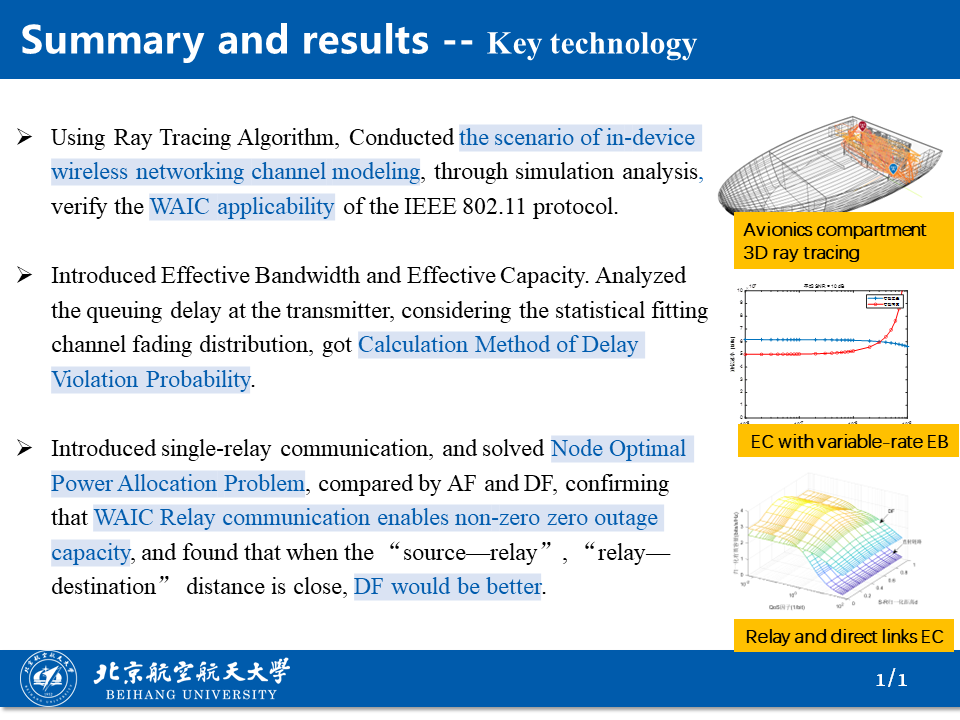 Summary and results -- Key technology
➢ Using Ray Tracing Algorithm, Conducted the scenario of in-device
wireless networking channel modeling, through simulation analysis,
verify the WAIC applicability of the IEEE 802.11 protocol.
Avionics compartment
3D ray tracing
➢ Introduced Effective Bandwidth and Effective Capacity. Analyzed
the queuing delay at the transmitter, considering the statistical fitting
channel fading distribution, got Calculation Method of Delay
Violation Probability.
EC with variable-rate EB
➢ Introduced single-relay communication, and solved Node Optimal
Power Allocation Problem, compared by AF and DF, confirming
that WAIC Relay communication enables non-zero zero outage
capacity, and found that when the “source—relay”, “relay—
destination” distance is close, DF would be better.
DF
Relay and direct links EC
北京航空航天大学
BEIHANG UNIVERSITY
1/1